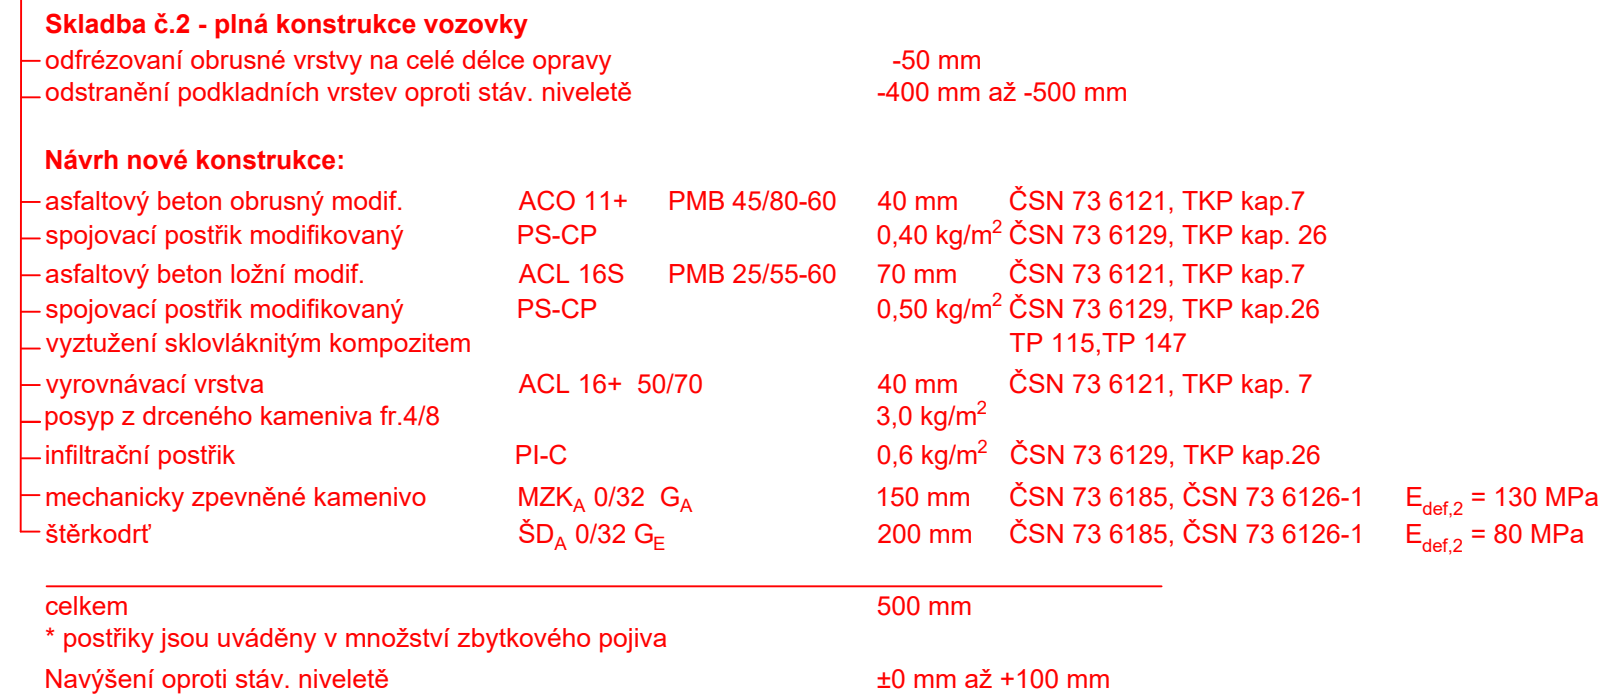 Skladba č.2 - plná konstrukce vozovky
odfrézovaní obrusné vrstvy na celé délce opravy -50 mm
odstranění podkladních vrstev oproti stáv. niveletě -400 mm až -500 mm
Návrh nové konstrukce:
asfaltový beton obrusný modif. ACO 11+ PMB 45/80-60 40 mm ČSN 73 6121, TKP kap.7
spojovací postřik modifikovaný PS-CP 0,40 kg/m² ČSN 73 6129, TKP kap. 26
asfaltový beton ložní modif. ACL 16S PMB 25/55-60 70 mm ČSN 73 6121, TKP kap.7
spojovací postřik modifikovaný PS-CP 0,50 kg/m² ČSN 73 6129, TKP kap.26
vyztužení sklovláknitým kompozitem TP 115,TP 147
vyrovnávací vrstva ACL 16+ 50/70 40 mm ČSN 73 6121, TKP kap. 7
posyp z drceného kameniva fr.4/8 3,0 kg/m²
infiltrační postřik PI-C 0,6 kg/m² ČSN 73 6129, TKP kap.26
mechanicky zpevněné kamenivo MZK_A 0/32 G_A 150 mm ČSN 73 6185, ČSN 73 6126-1 E_def,2 = 130 MPa
štěrkodrť ŠD_A 0/32 G_E 200 mm ČSN 73 6185, ČSN 73 6126-1 E_def,2 = 80 MPa
celkem 500 mm
* postřiky jsou uváděny v množství zbytkového pojiva
Navýšení oproti stáv. niveletě ±0 mm až +100 mm